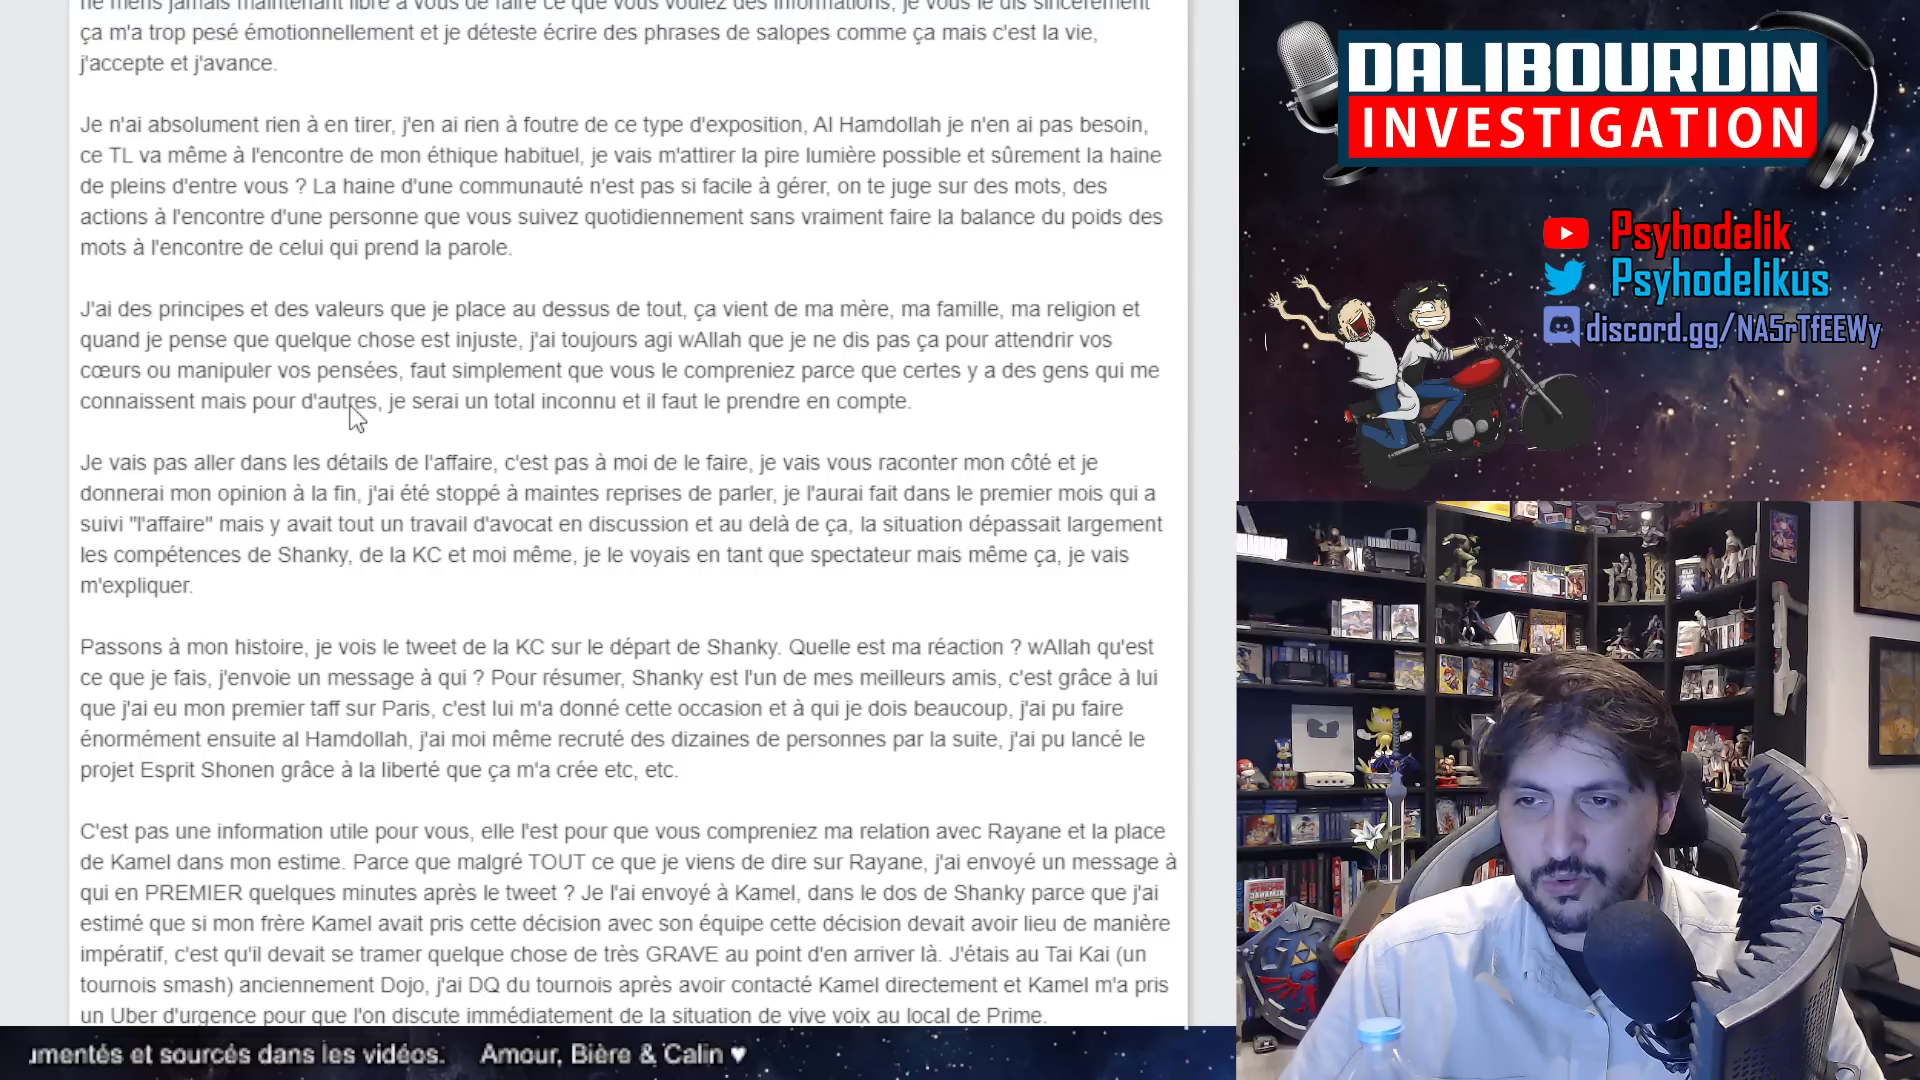 ne mens jamais maintenant libre à vous de faire ce que vous voulez des informations, je vous le dis sincèrement
ça m'a trop pesé émotionnellement et je déteste écrire des phrases de salopes comme ça mais c'est la vie,
j'accepte et j'avance.
Je n'ai absolument rien à en tirer, j'en ai rien à foutre de ce type d'exposition, Al Hamdollah je n'en ai pas besoin,
ce TL va même à l'encontre de mon éthique habituel, je vais m'attirer la pire lumière possible et sûrement la haine
de pleins d'entre vous ? La haine d'une communauté n'est pas si facile à gérer, on te juge sur des mots, des
actions à l'encontre d'une personne que vous suivez quotidiennement sans vraiment faire la balance du poids des
mots à l'encontre de celui qui prend la parole.
J'ai des principes et des valeurs que je place au dessus de tout, ça vient de ma mère, ma famille, ma religion et
quand je pense que quelque chose est injuste, j'ai toujours agi wAllah que je ne dis pas ça pour attendrir vos
cœurs ou manipuler vos pensées, faut simplement que vous le compreniez parce que certes y a des gens qui me
connaissent mais pour d'autres, je serai un total inconnu et il faut le prendre en compte.
Je vais pas aller dans les détails de l'affaire, c'est pas à moi de le faire, je vais vous raconter mon côté et je
donnerai mon opinion à la fin, j'ai été stoppé à maintes reprises de parler, je l'aurai fait dans le premier mois qui a
suivi "l'affaire" mais y avait tout un travail d'avocat en discussion et au delà de ça, la situation dépassait largement
les compétences de Shanky, de la KC et moi même, je le voyais en tant que spectateur mais même ça, je vais
m'expliquer.
Passons à mon histoire, je vois le tweet de la KC sur le départ de Shanky. Quelle est ma réaction ? wAllah qu'est
ce que je fais, j'envoie un message à qui ? Pour résumer, Shanky est l'un de mes meilleurs amis, c'est grâce à lui
que j'ai eu mon premier taff sur Paris, c'est lui m'a donné cette occasion et à qui je dois beaucoup, j'ai pu faire
énormément ensuite al Hamdollah, j'ai moi même recruté des dizaines de personnes par la suite, j'ai pu lancé le
projet Esprit Shonen grâce à la liberté que ça m'a crée etc, etc.
C'est pas une information utile pour vous, elle l'est pour que vous compreniez ma relation avec Rayane et la place
de Kamel dans mon estime. Parce que malgré TOUT ce que je viens de dire sur Rayane, j'ai envoyé un message à
qui en PREMIER quelques minutes après le tweet ? Je l'ai envoyé à Kamel, dans le dos de Shanky parce que j'ai
estimé que si mon frère Kamel avait pris cette décision avec son équipe cette décision devait avoir lieu de manière
impératif, c'est qu'il devait se tramer quelque chose de très GRAVE au point d'en arriver là. J'étais au Tai Kai (un
tournois smash) anciennement Dojo, j'ai DQ du tournois après avoir contacté Kamel directement et Kamel m'a pris
un Uber d'urgence pour que l'on discute immédiatement de la situation de vive voix au local de Prime.
umentés et sourcés dans les vidéos. Amour, Bière & Calin ♥
DALIBOURDIN
INVESTIGATION
Psyhodelik
Psyhodelikus
discord.gg/NA5rTfEEWy